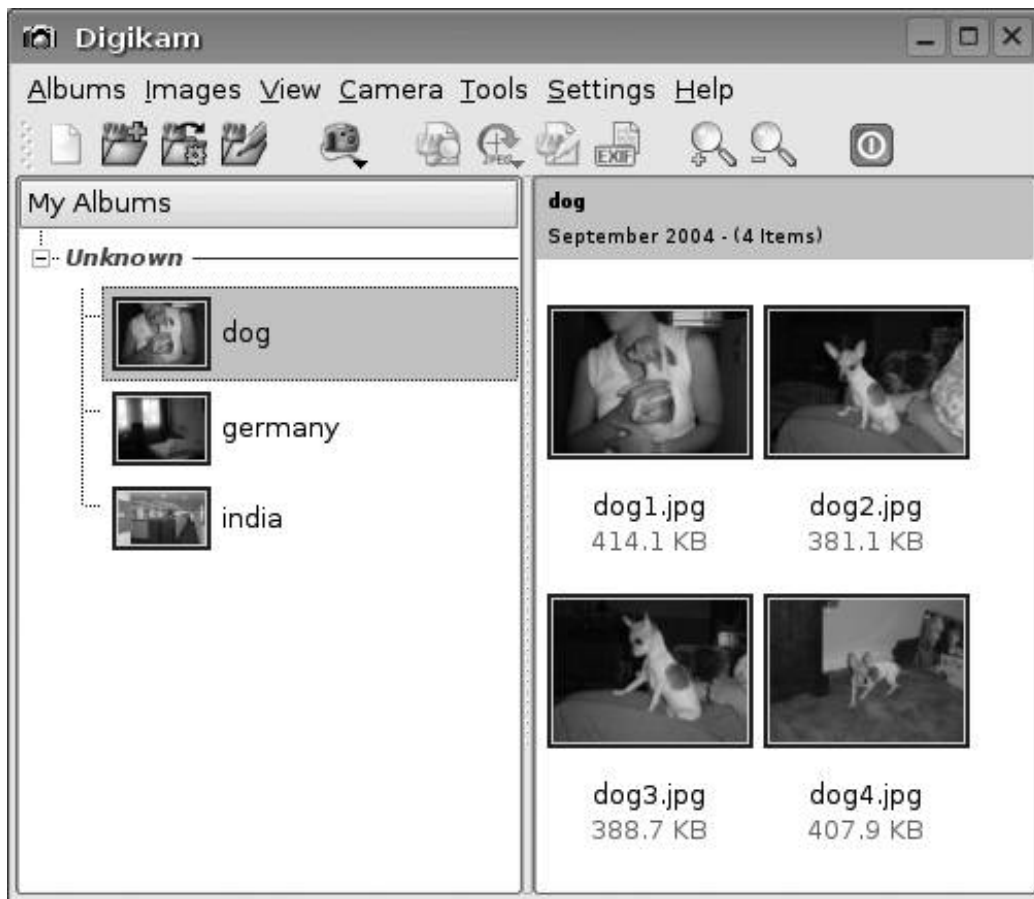 Digikam
Albums Images View Camera Tools Settings Help
JPEG
EXIF
My Albums
Unknown
dog
germany
india
dog
September 2004 - (4 Items)
dog1.jpg dog2.jpg
414.1 KB 381.1 KB
dog3.jpg dog4.jpg
388.7 KB 407.9 KB